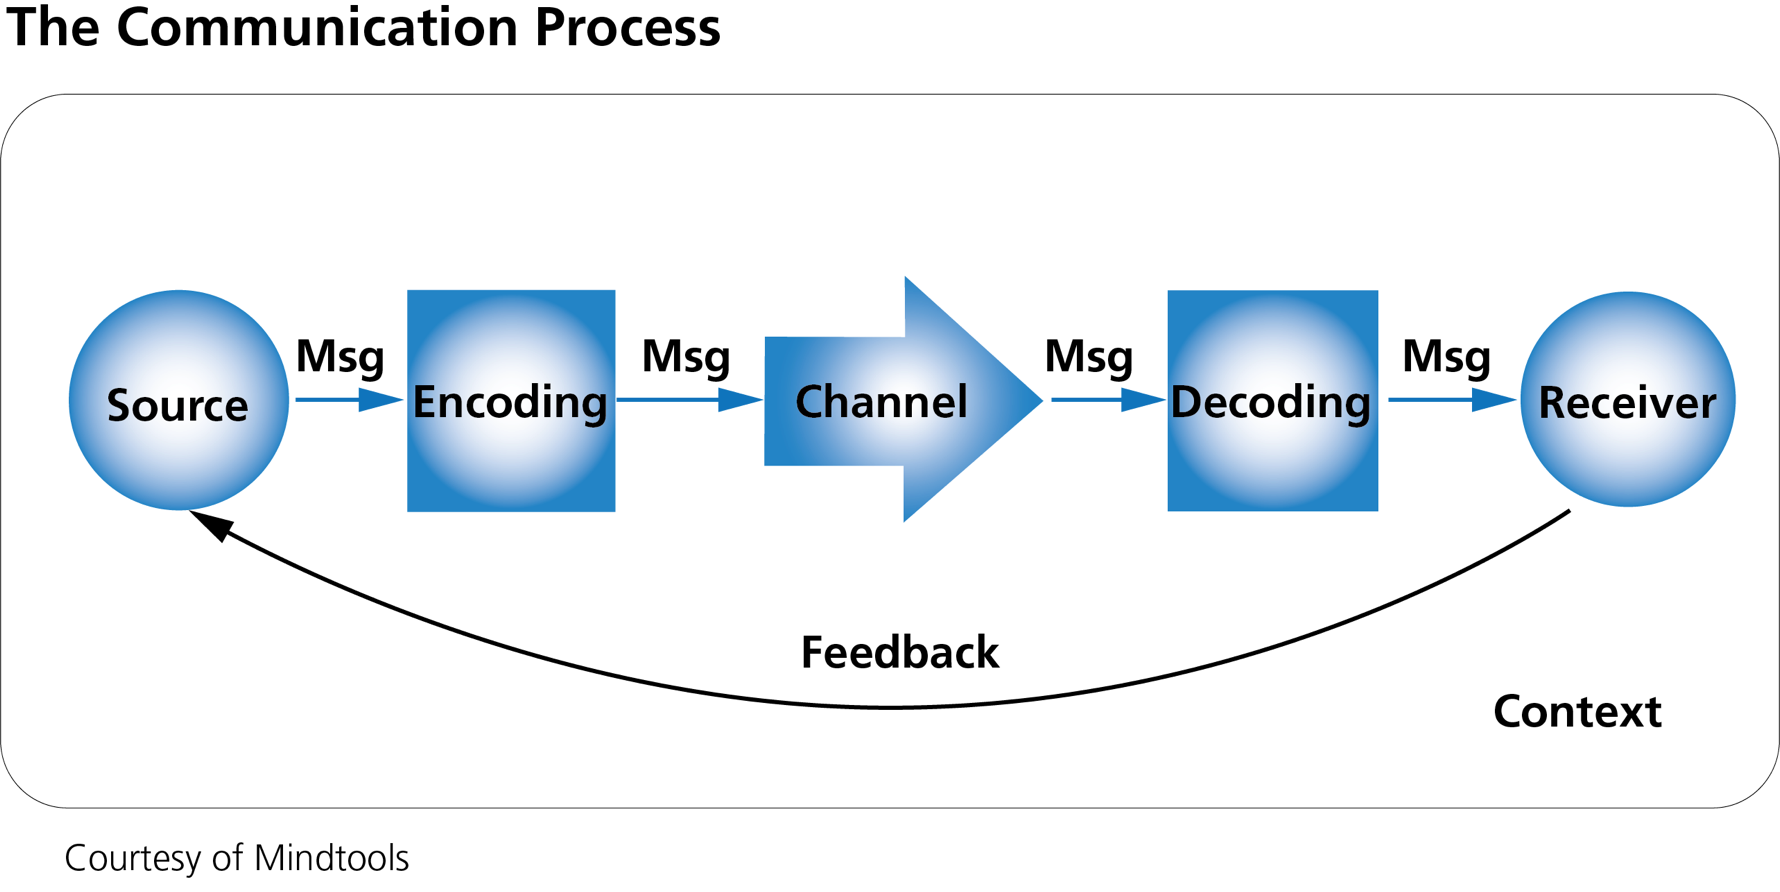 The Communication Process
Msg
Msg
Msg
Msg
Source
Encoding
Channel
Decoding
Receiver
Feedback
Context
Courtesy of Mindtools